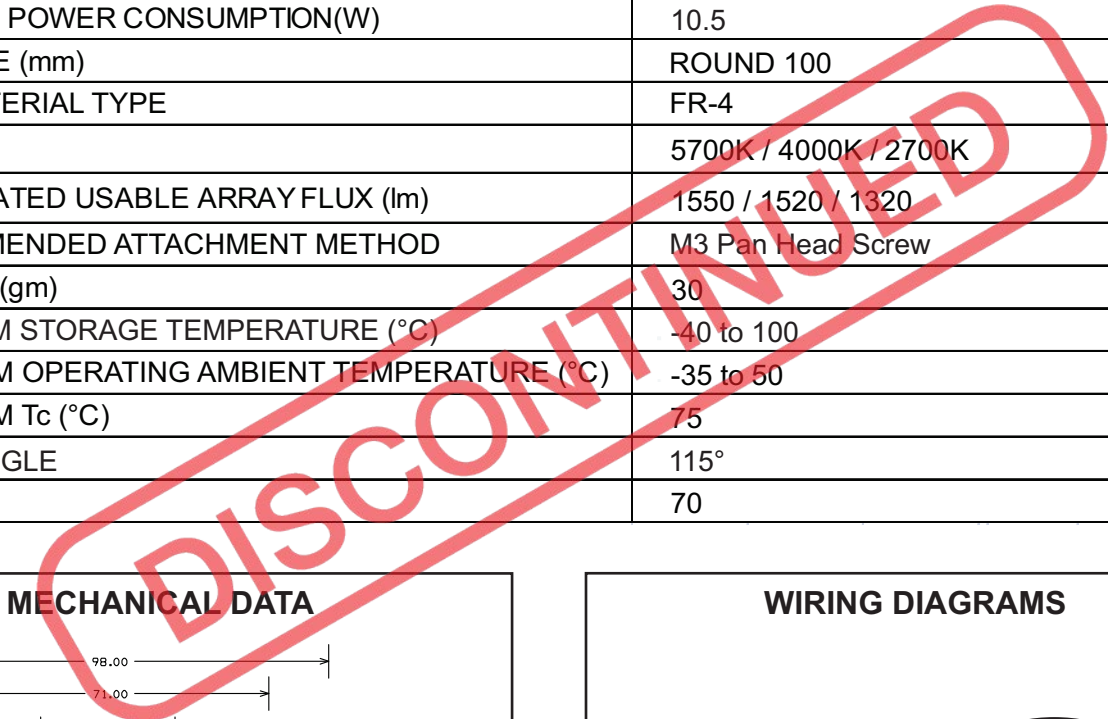 POWER CONSUMPTION(W) 10.5
E (mm) ROUND 100
TERIAL TYPE FR-4
5700K / 4000K / 2700K
ATED USABLE ARRAY FLUX (lm) 1550 / 1520 / 1320
MENDED ATTACHMENT METHOD M3 Pan Head Screw
(gm) 30
M STORAGE TEMPERATURE (°C) -40 to 100
M OPERATING AMBIENT TEMPERATURE (°C) -35 to 50
M Tc (°C) 75
GLE 115°
70
DISCONTINUED
MECHANICAL DATA
98.00
71.00
WIRING DIAGRAMS